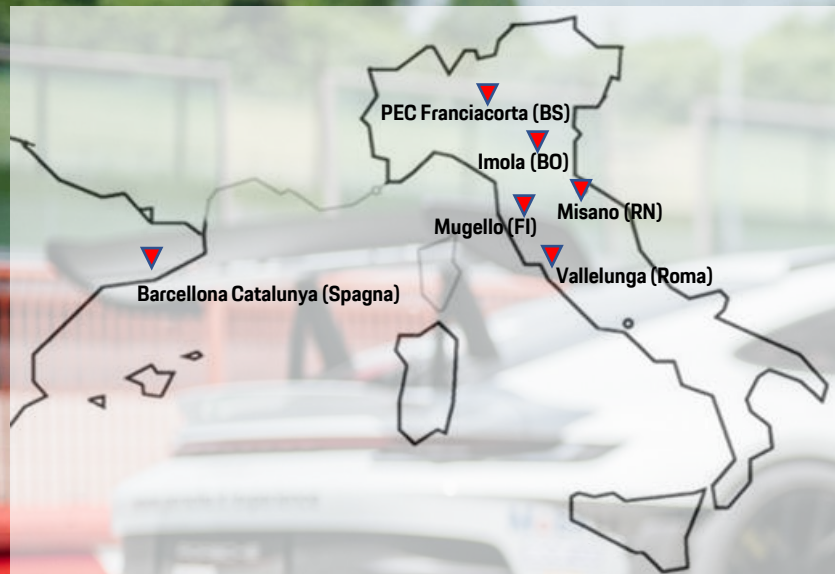 PEC Franciacorta (BS)
Imola (BO)
Misano (RN)
Mugello (FI)
Vallelunga (Roma)
Barcellona Catalunya (Spagna)